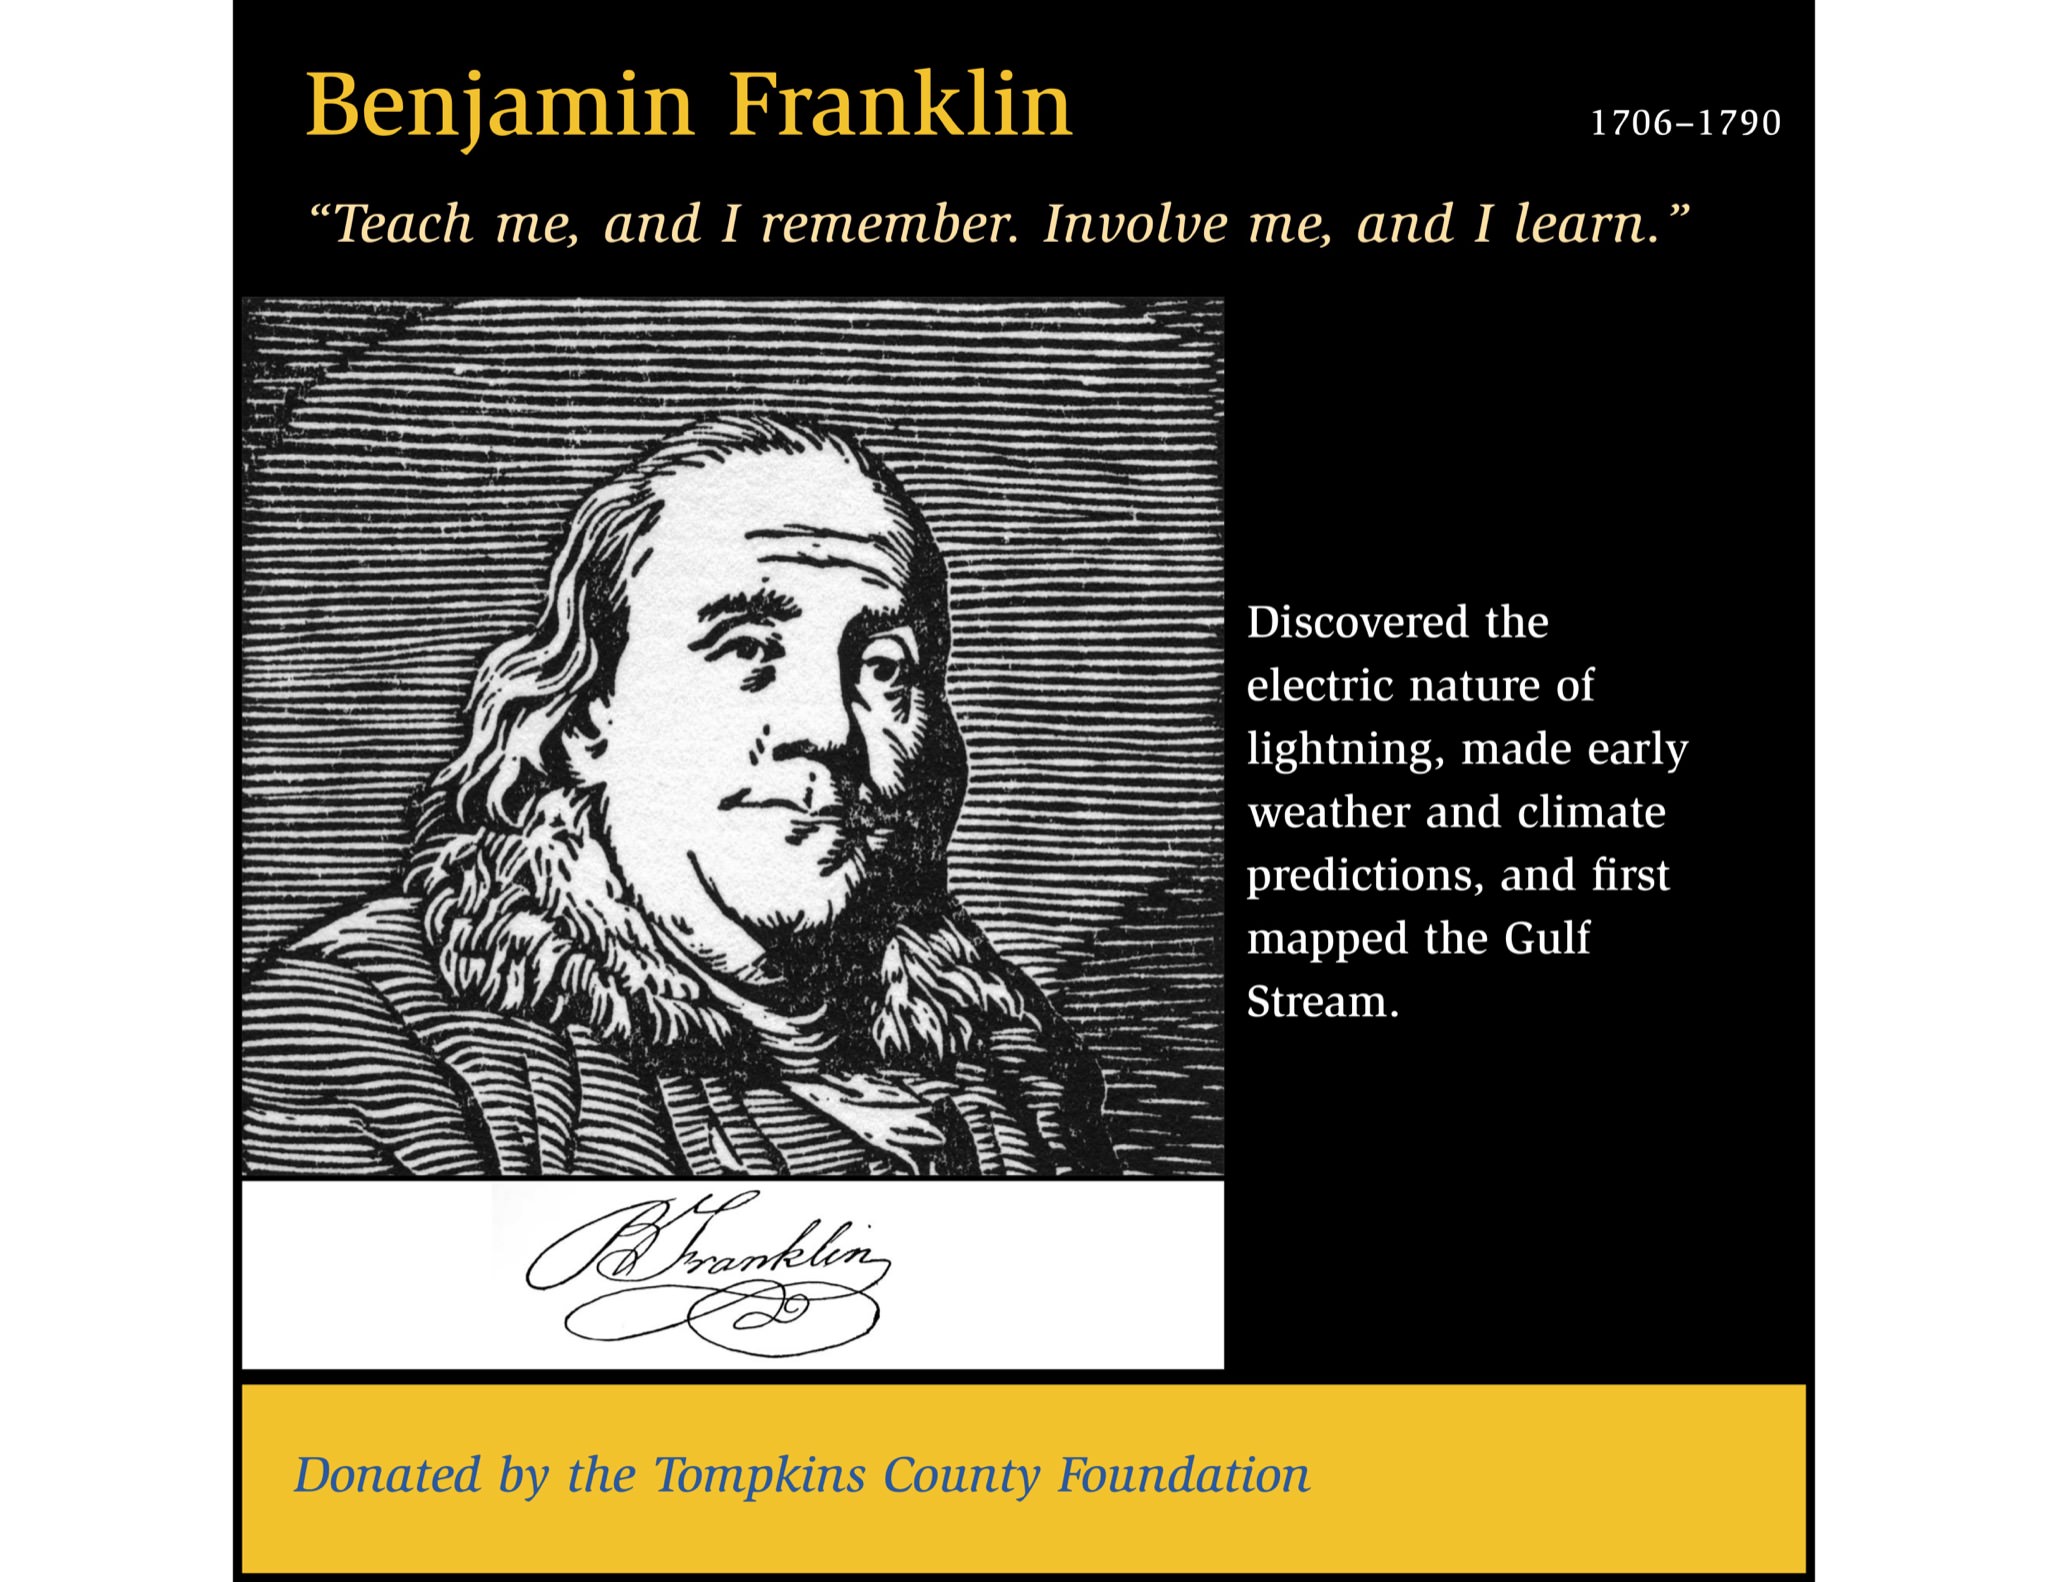 Benjamin Franklin
1706–1790
“Teach me, and I remember. Involve me, and I learn.”
Discovered the
electric nature of
lightning, made early
weather and climate
predictions, and first
mapped the Gulf
Stream.
B Franklin
Donated by the Tompkins County Foundation